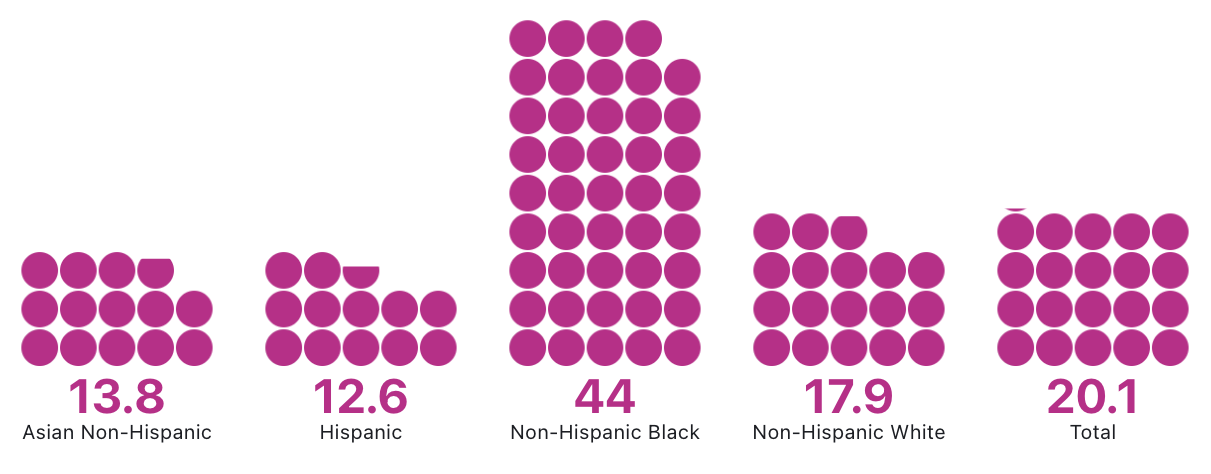 13.8
Asian Non-Hispanic
12.6
Hispanic
44
Non-Hispanic Black
17.9
Non-Hispanic White
20.1
Total